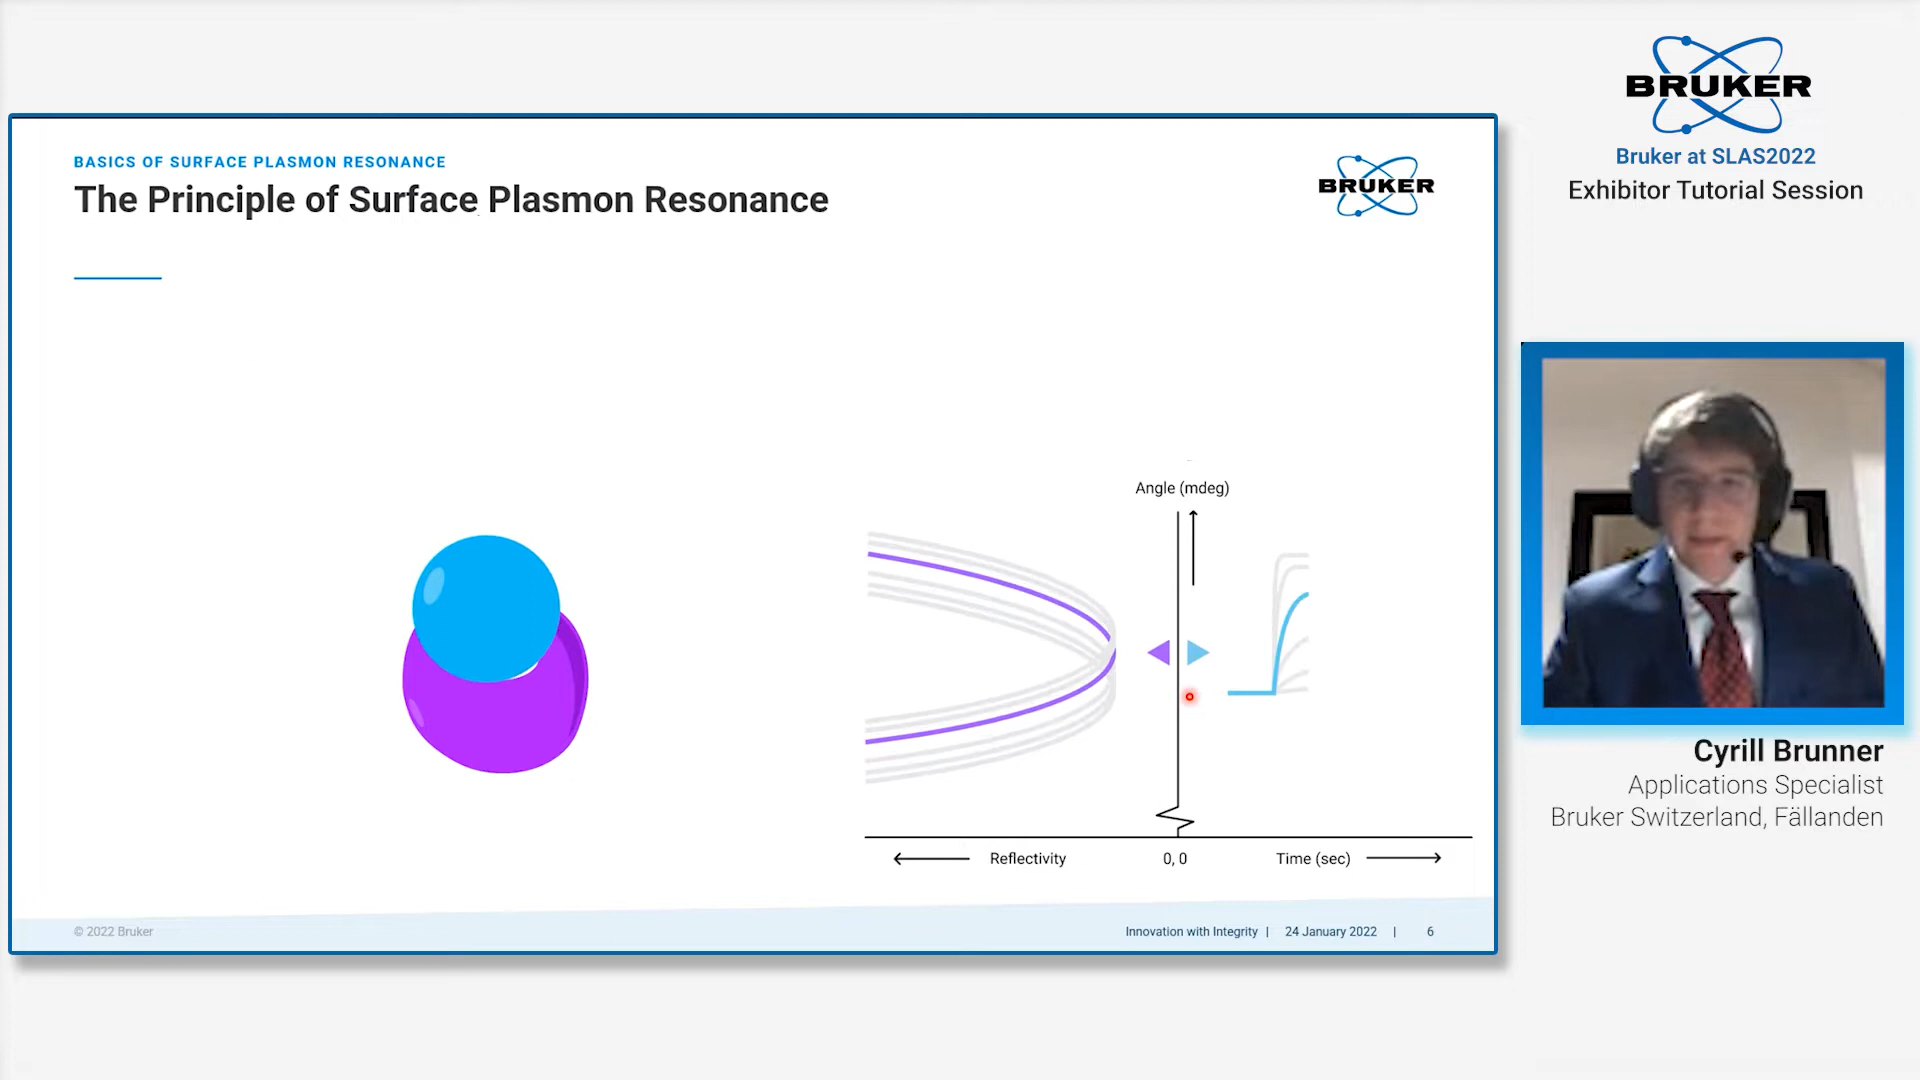 BASICS OF SURFACE PLASMON RESONANCE
The Principle of Surface Plasmon Resonance
BRUKER
Angle (mdeg)
Reflectivity
0, 0
Time (sec)
© 2022 Bruker
Innovation with Integrity | 24 January 2022 | 6
BRUKER
Bruker at SLAS2022
Exhibitor Tutorial Session
Cyrill Brunner
Applications Specialist
Bruker Switzerland, Fällanden